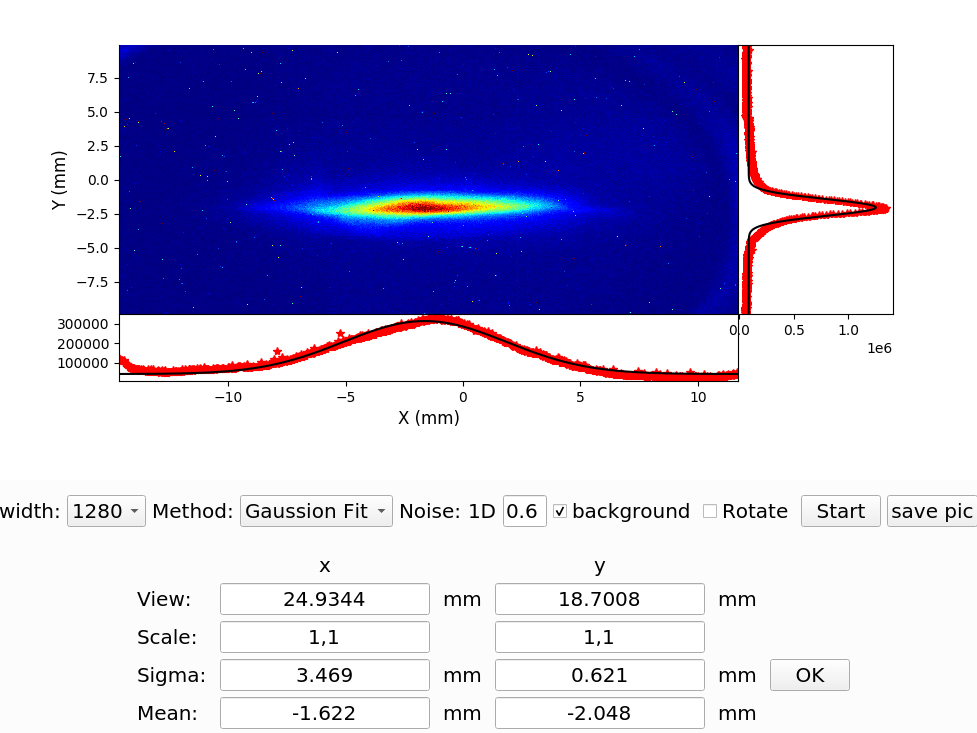 7.5
5.0
2.5
0.0
−2.5
−5.0
−7.5
Y (mm)
300000
200000
100000
0.0 0.5 1.0
1e6
−10 −5 0 5 10
X (mm)
width: 1280 Method: Gaussion Fit Noise: 1D 0.6 background Rotate Start save pic
x y
View: 24.9344 mm 18.7008 mm
Scale: 1,1 1,1
Sigma: 3.469 mm 0.621 mm OK
Mean: -1.622 mm -2.048 mm